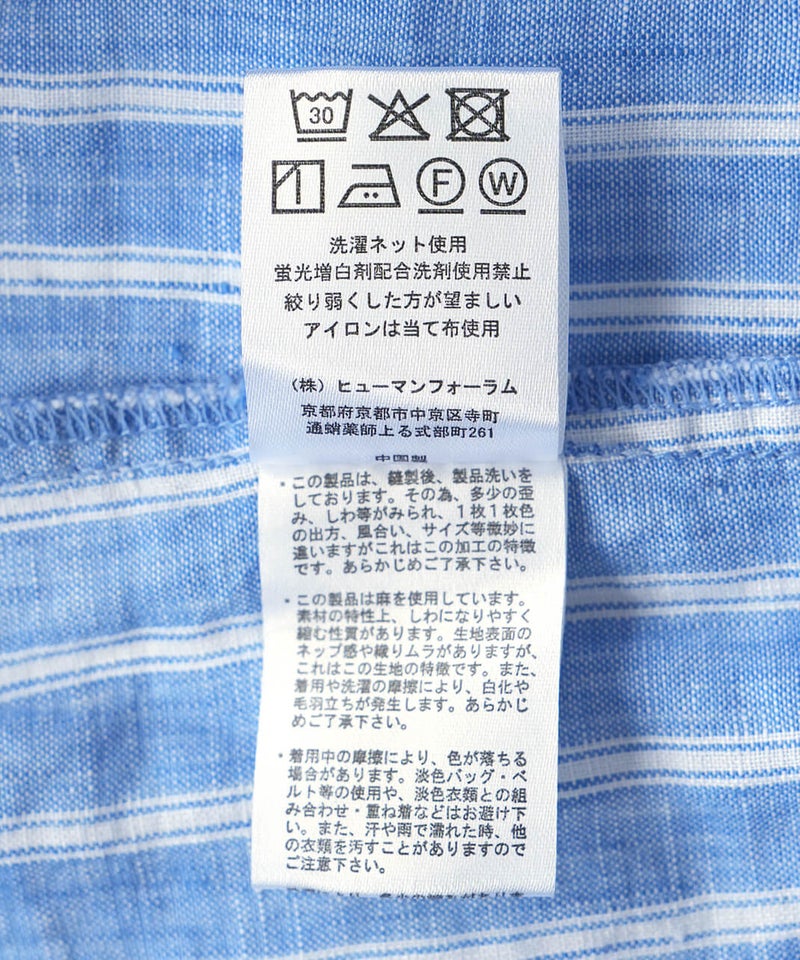 30
F W
洗濯ネット使用
蛍光増白剤配合洗剤使用禁止
絞り弱くした方が望ましい
アイロンは当て布使用
(株)ヒューマンフォーラム
京都府京都市中京区寺町
通蛸薬師上る式部町261
中国製
・この製品は、縫製後、製品洗いを
しております。その為、多少の歪
み、しわ等がみられ、1枚1枚色
の出方、風合い、サイズ等微妙に
違いますがこれはこの加工の特徴
です。あらかじめご了承下さい。
・この製品は麻を使用しています。
素材の特性上、しわになりやすく
縮む性質があります。生地表面の
ネップ感や織りムラがありますが、
これはこの生地の特徴です。また、
着用や洗濯の摩擦により、白化や
毛羽立ちが発生します。あらかじ
めご了承下さい。
・着用中の摩擦により、色が落ちる
場合があります。淡色バッグ・ベ
ルト等の使用や、淡色衣類との組
み合わせ・重ね着などはお避け下
い。また、汗や雨で濡れた時、他
の衣類を汚すことがありますので
ご注意下さい。